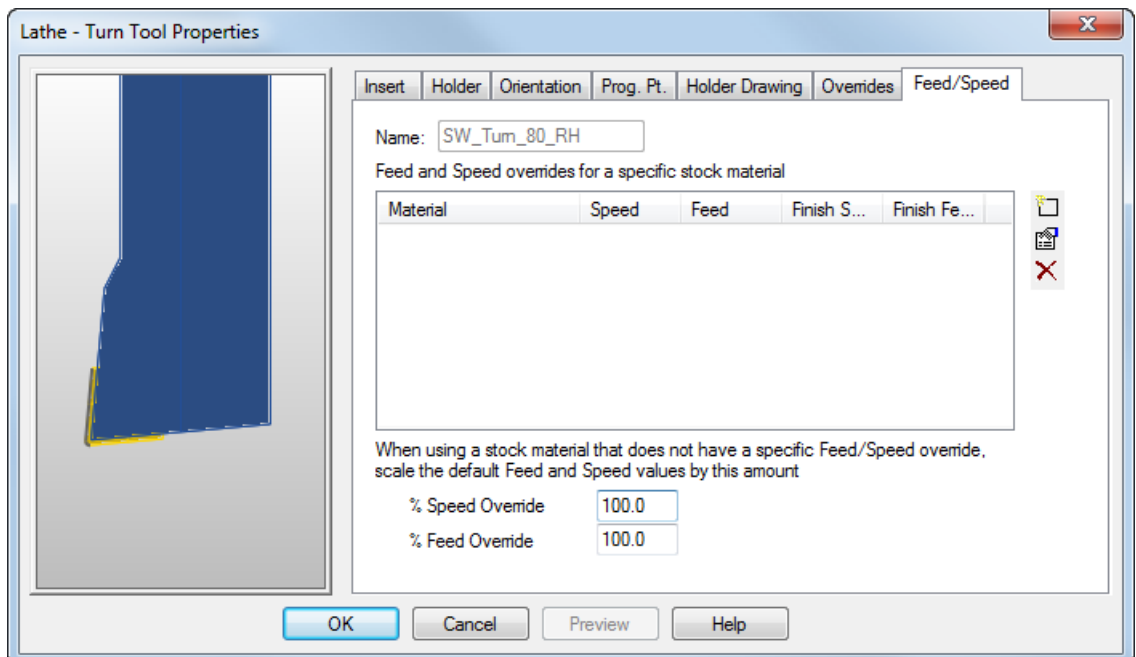 Lathe - Turn Tool Properties
Insert Holder Orientation Prog. Pt. Holder Drawing Overrides Feed/Speed
Name: SW_Turn_80_RH
Feed and Speed overrides for a specific stock material
Material Speed Feed Finish S... Finish Fe...
When using a stock material that does not have a specific Feed/Speed override,
scale the default Feed and Speed values by this amount
% Speed Override 100.0
% Feed Override 100.0
OK Cancel Preview Help